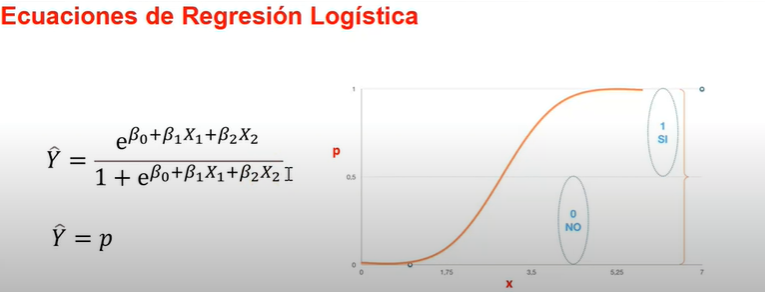 Ecuaciones de Regresión Logística
Ŷ = e^β₀+β₁X₁+β₂X₂ / 1 + e^β₀+β₁X₁+β₂X₂
Ŷ = p
1
p
0,5
0
1
SI
0
NO
0 1,75 3,5 5,25 7
x